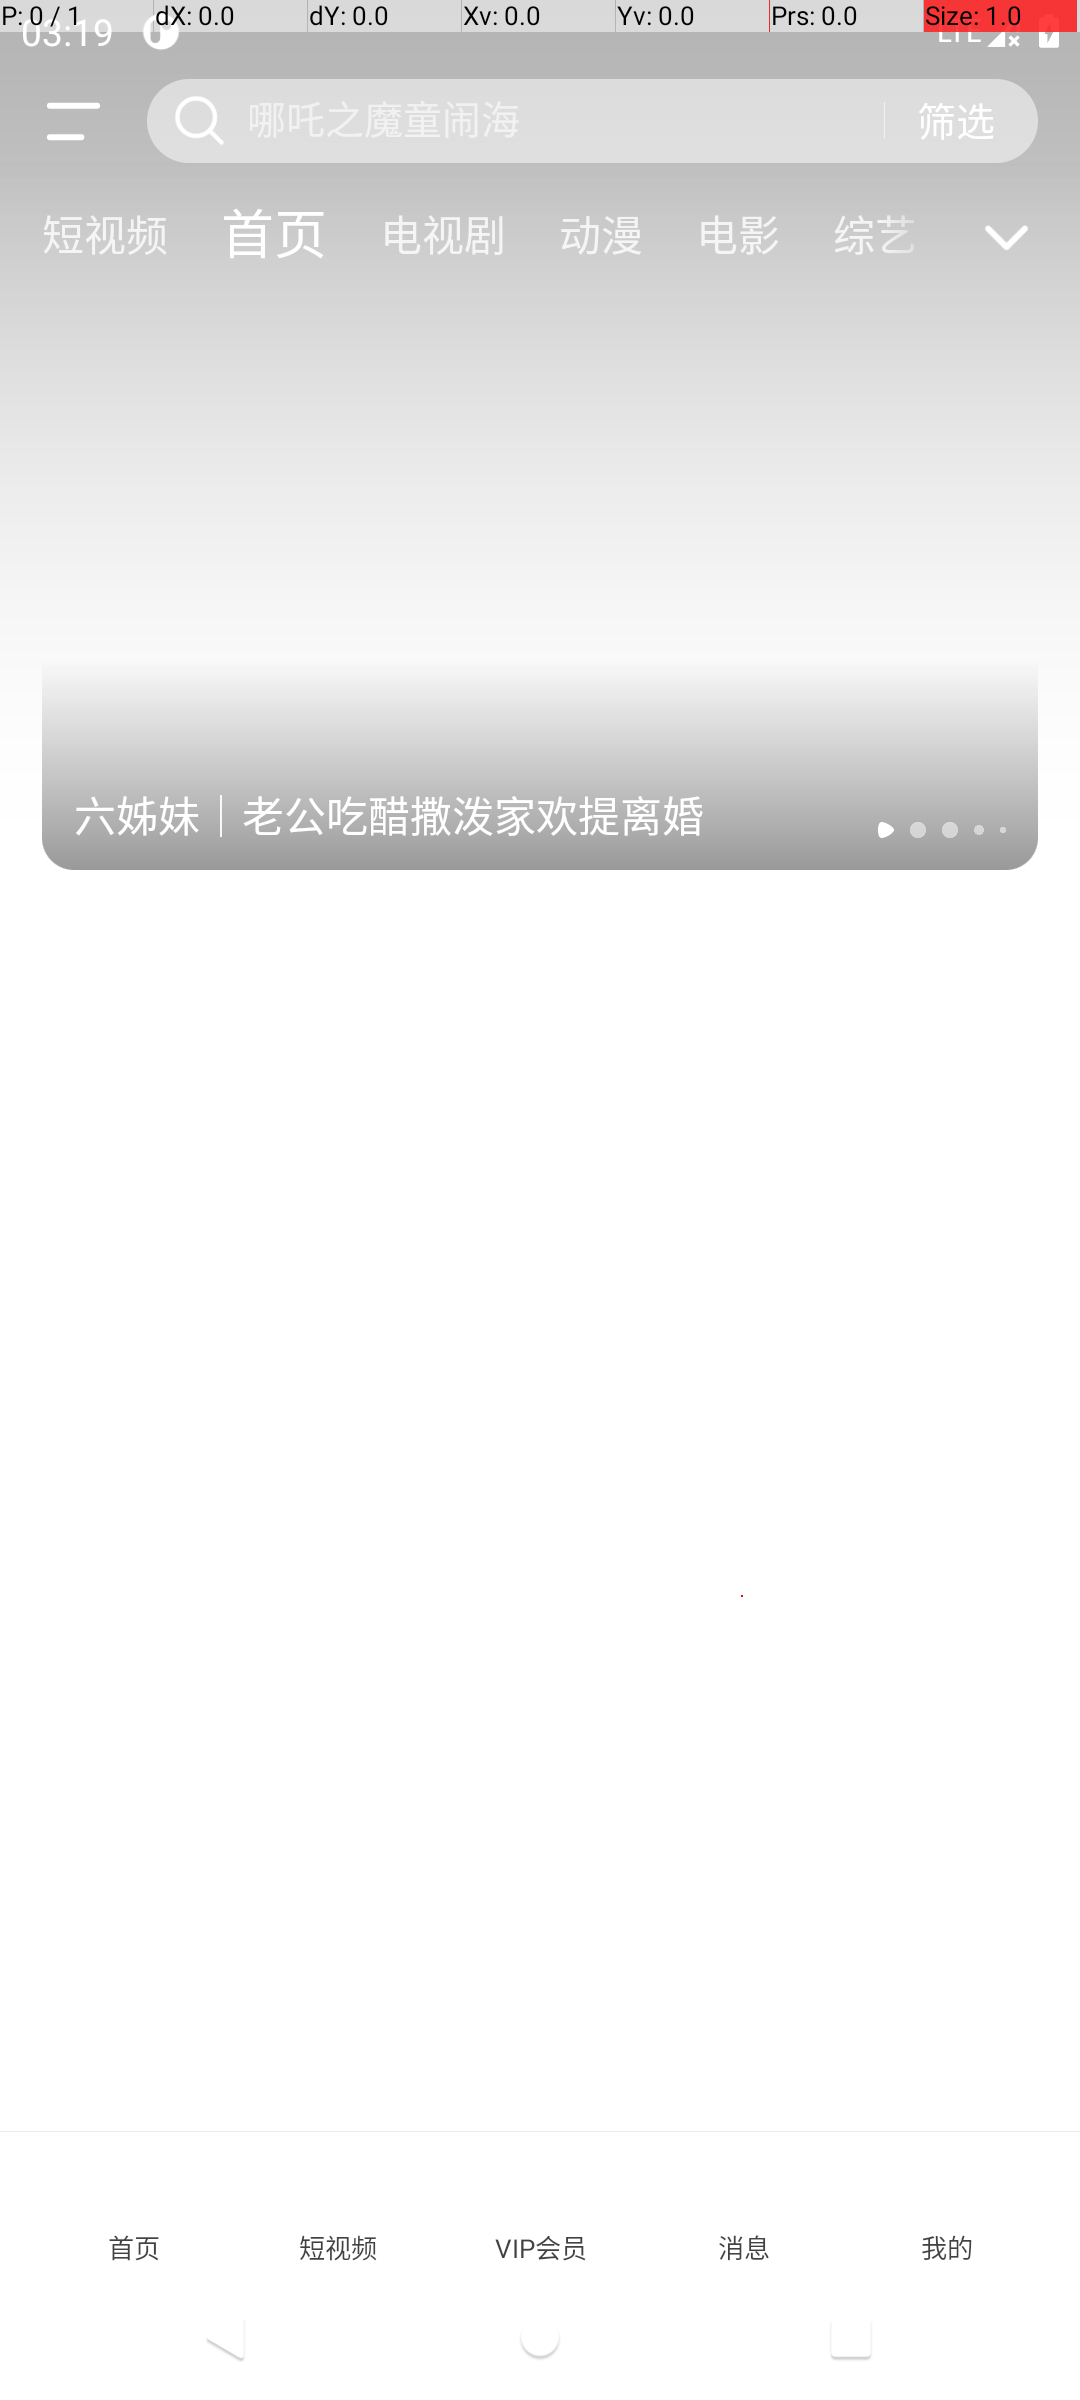 P: 0 / 1 dX: 0.0 dY: 0.0 Xv: 0.0 Yv: 0.0 Prs: 0.0 Size: 1.0
03:19 LTE
哪吒之魔童闹海 筛选
短视频 首页 电视剧 动漫 电影 综艺
六姊妹｜老公吃醋撒泼家欢提离婚
首页 短视频 VIP会员 消息 我的